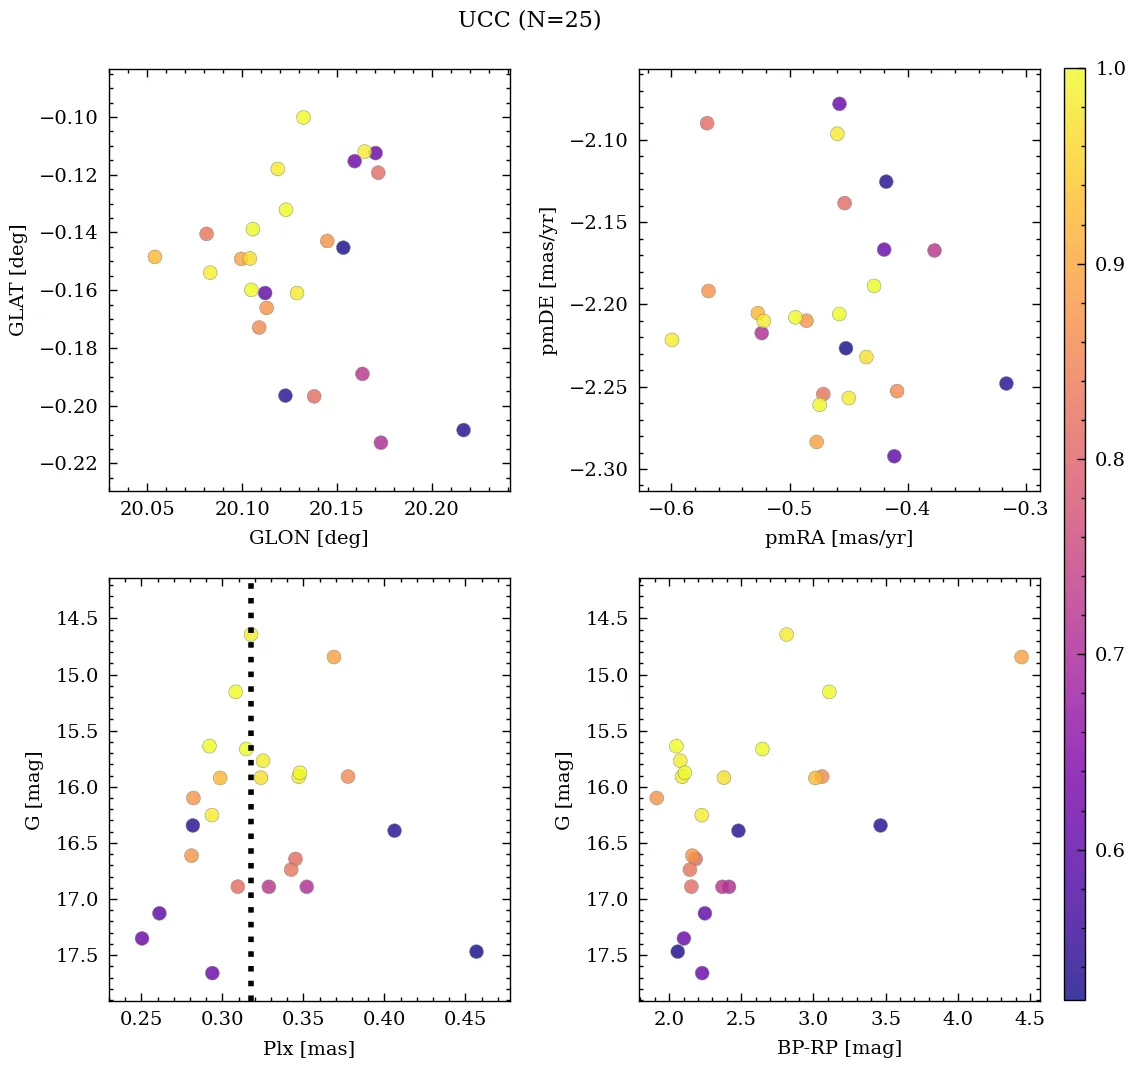 UCC (N=25)
−0.10
−0.12
−0.14
−0.16
−0.18
−0.20
−0.22
GLAT [deg]
20.05 20.10 20.15 20.20
GLON [deg]
−2.10
−2.15
−2.20
−2.25
−2.30
pmDE [mas/yr]
−0.6 −0.5 −0.4 −0.3
pmRA [mas/yr]
14.5
15.0
15.5
16.0
16.5
17.0
17.5
G [mag]
0.25 0.30 0.35 0.40 0.45
Plx [mas]
14.5
15.0
15.5
16.0
16.5
17.0
17.5
G [mag]
2.0 2.5 3.0 3.5 4.0 4.5
BP-RP [mag]
1.0
0.9
0.8
0.7
0.6